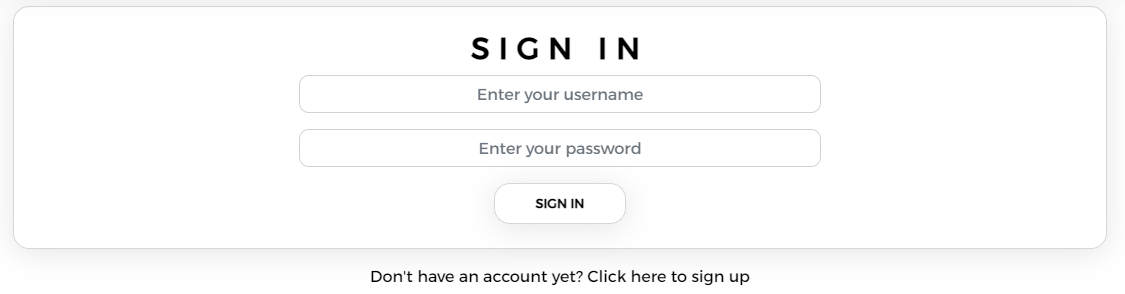 SIGN IN
Enter your username
Enter your password
SIGN IN
Don't have an account yet? Click here to sign up